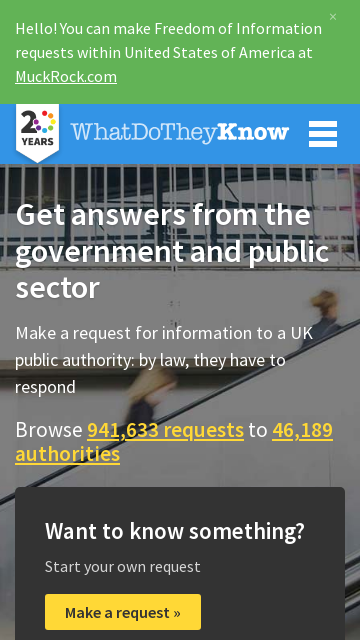 Hello! You can make Freedom of Information
×
requests within United States of America at
MuckRock.com
20
YEARS
WhatDoTheyKnow
Get answers from the
government and public
sector
Make a request for information to a UK
public authority: by law, they have to
respond
Browse 941,633 requests to 46,189
authorities
Want to know something?
Start your own request
Make a request »